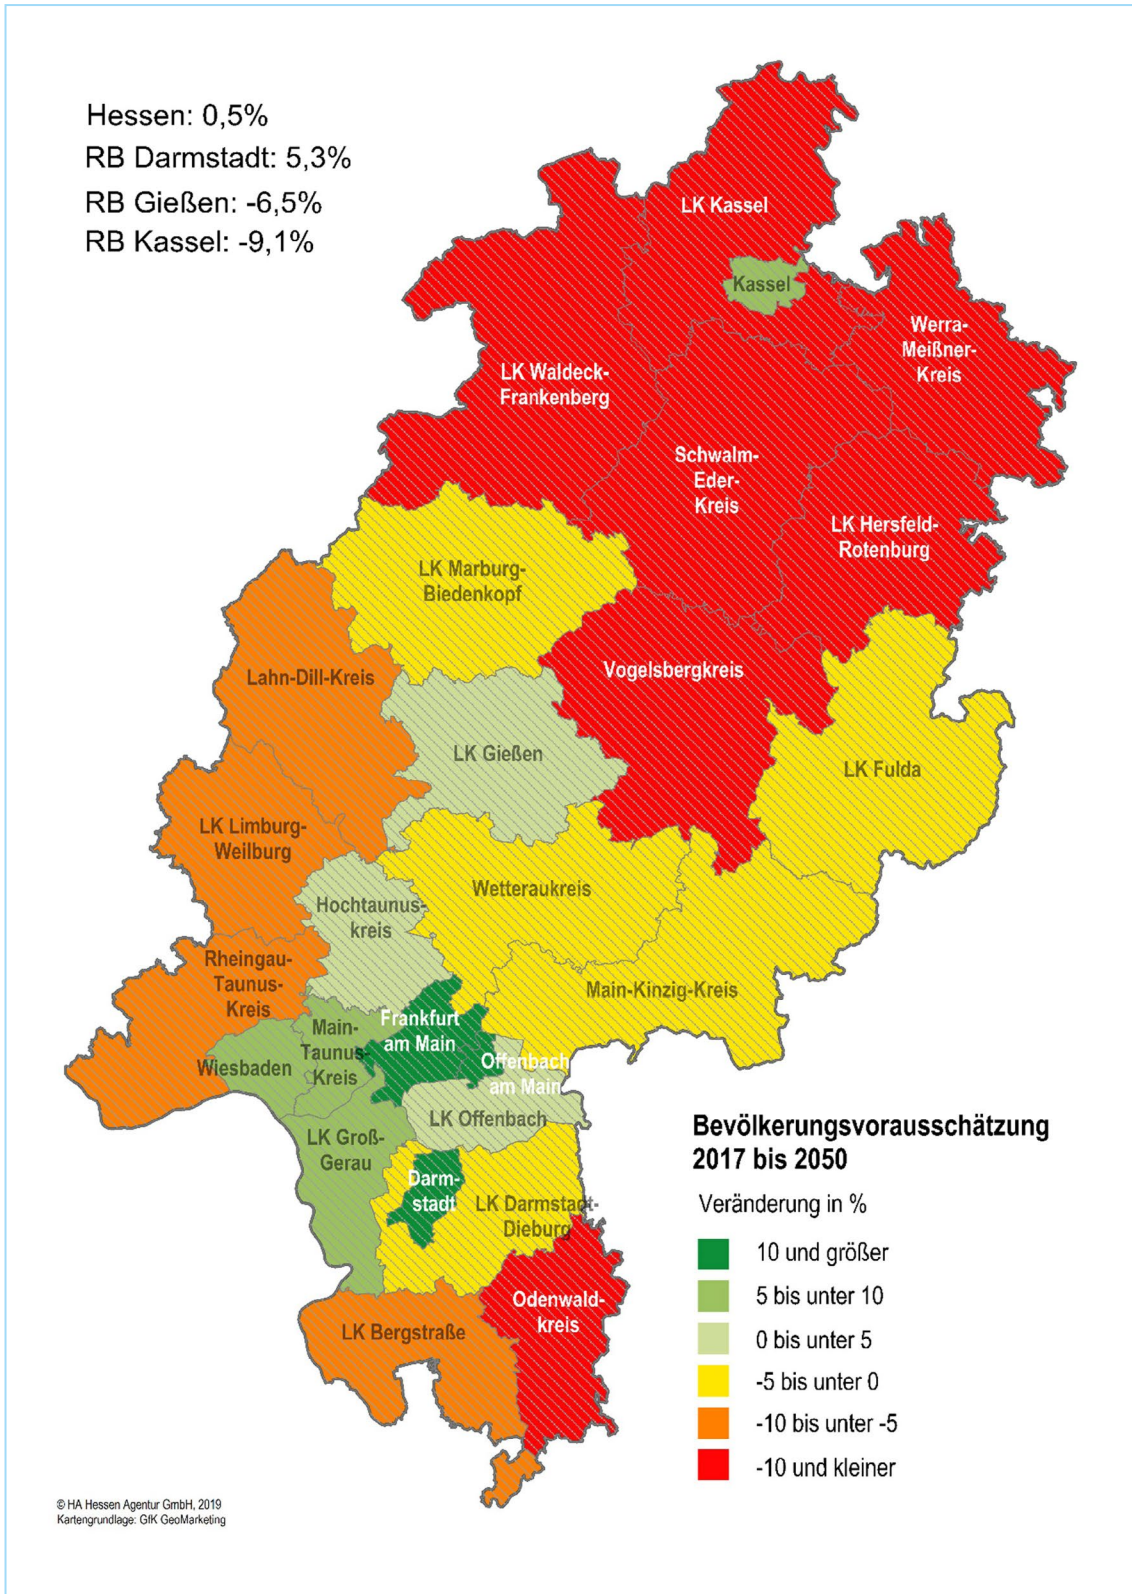 Hessen: 0,5%
RB Darmstadt: 5,3%
RB Gießen: -6,5%
RB Kassel: -9,1%
LK Kassel
Kassel
Werra-
Meißner-
Kreis
LK Waldeck-
Frankenberg
Schwalm-
Eder-
Kreis
LK Hersfeld-
Rotenburg
LK Marburg-
Biedenkopf
Lahn-Dill-Kreis
Vogelsbergkreis
LK Gießen
LK Fulda
LK Limburg-
Weilburg
Wetteraukreis
Hochtaunus-
kreis
Rheingau-
Taunus-
Kreis
Main-Kinzig-Kreis
Frankfurt
am Main
Main-
Taunus-
Kreis
Wiesbaden
Offenbach
am Main
LK Offenbach
LK Groß-
Gerau
Darm-
stadt
LK Darmstadt-
Dieburg
Odenwald-
kreis
LK Bergstraße
Bevölkerungsvorausschätzung
2017 bis 2050
Veränderung in %
10 und größer
5 bis unter 10
0 bis unter 5
-5 bis unter 0
-10 bis unter -5
-10 und kleiner
© HA Hessen Agentur GmbH, 2019
Kartengrundlage: GfK GeoMarketing